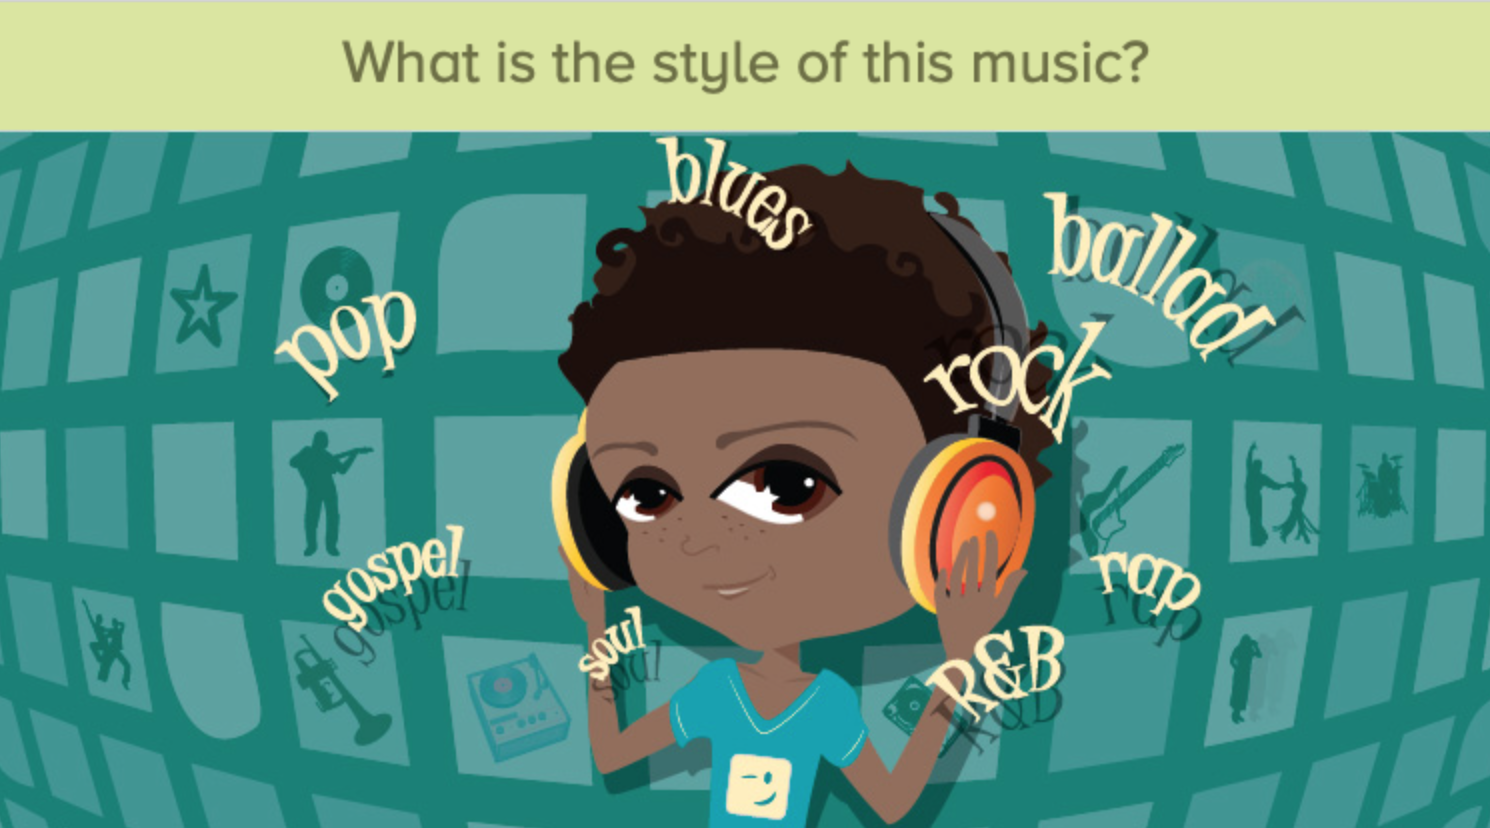 What is the style of this music?
blues
ballad
pop
rock
gospel
rap
soul
R&B